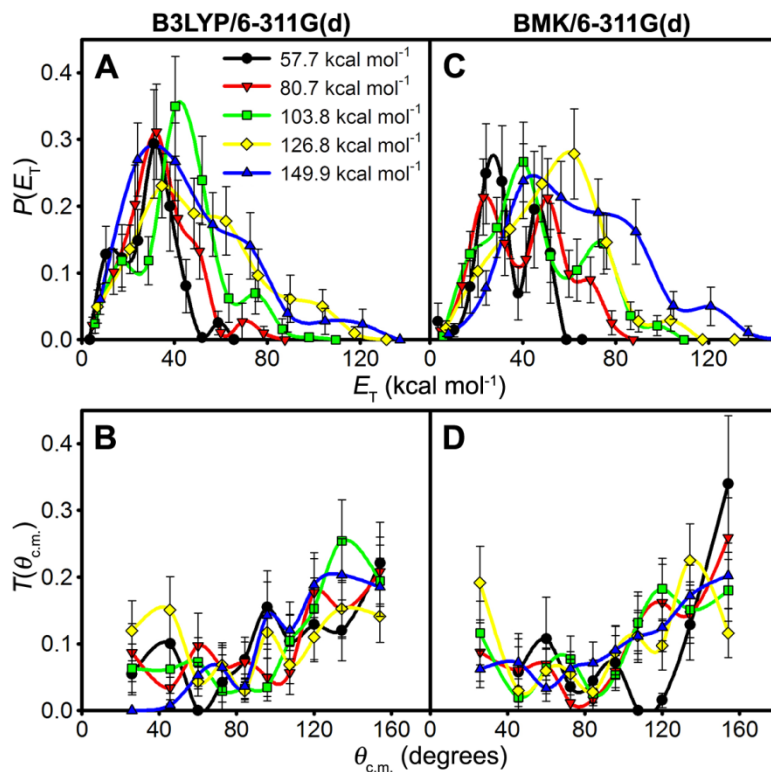 B3LYP/6-311G(d) BMK/6-311G(d)
A
C
57.7 kcal mol⁻¹
80.7 kcal mol⁻¹
103.8 kcal mol⁻¹
126.8 kcal mol⁻¹
149.9 kcal mol⁻¹
P(E_T)
0.4
0.3
0.2
0.1
0.0
0 40 80 120 0 40 80 120
E_T (kcal mol⁻¹)
B
D
T(θ_c.m.)
0.4
0.3
0.2
0.1
0.0
0 40 80 120 0 40 80 120 160
θ_c.m. (degrees)